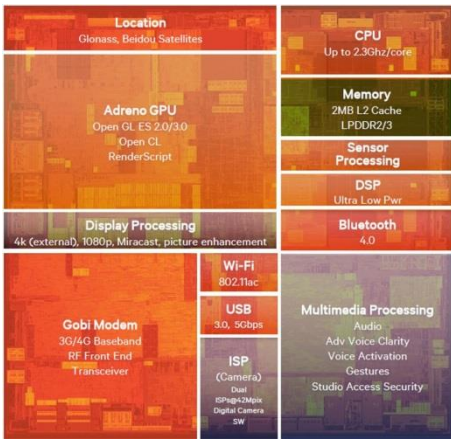 Location
Glonass, Beidou Satellites
Adreno GPU
Open GL ES 2.0/3.0
Open CL
RenderScript
Display Processing
4k (external), 1080p, Miracast, picture enhancement
CPU
Up to 2.3Ghz/core
Memory
2MB L2 Cache
LPDDR2/3
Sensor
Processing
DSP
Ultra Low Pwr
Bluetooth
4.0
Gobi Modem
3G/4G Baseband
RF Front End
Transceiver
Wi-Fi
802.11ac
USB
3.0, 5Gbps
ISP
(Camera)
Dual
ISPs@42Mpix
Digital Camera
SW
Multimedia Processing
Audio
Adv Voice Clarity
Voice Activation
Gestures
Studio Access Security